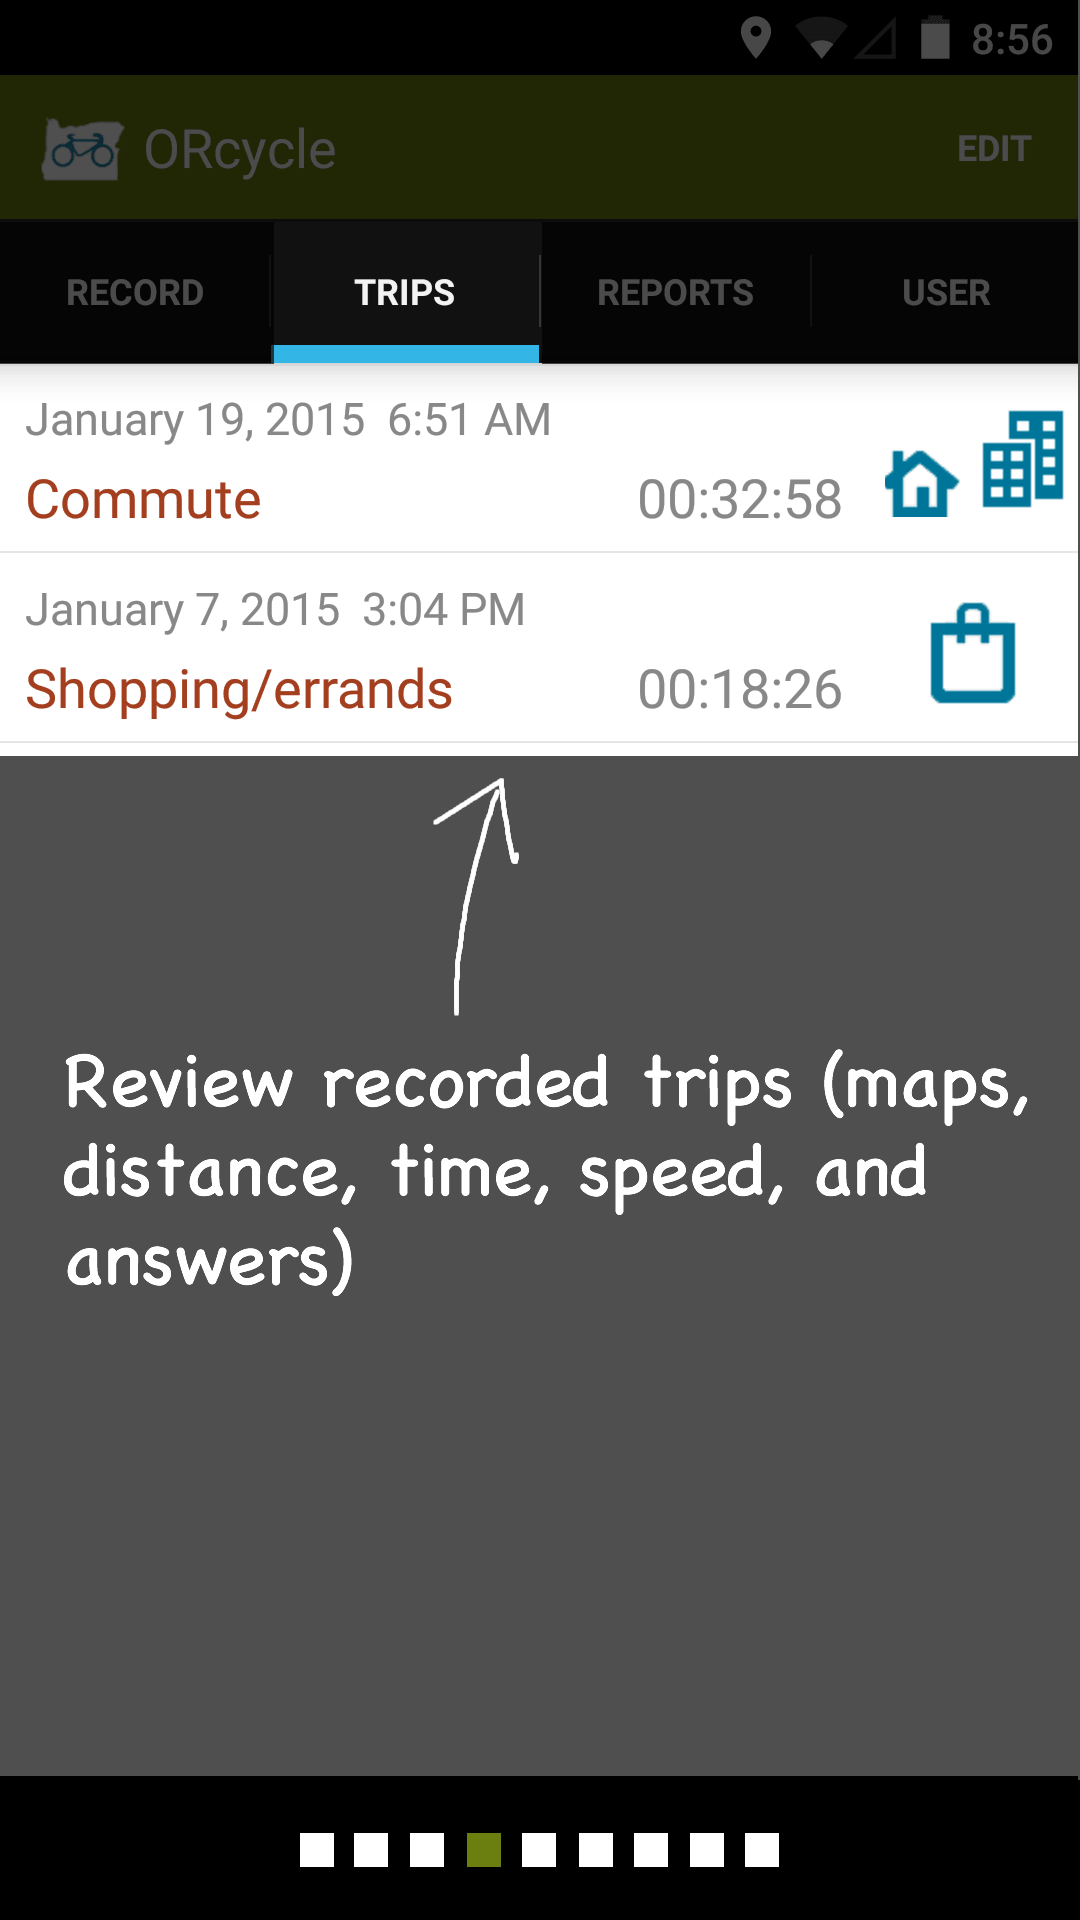 8:56
ORcycle EDIT
RECORD TRIPS REPORTS USER
January 19, 2015 6:51 AM
Commute 00:32:58
January 7, 2015 3:04 PM
Shopping/errands 00:18:26
Review recorded trips (maps,
distance, time, speed, and
answers)